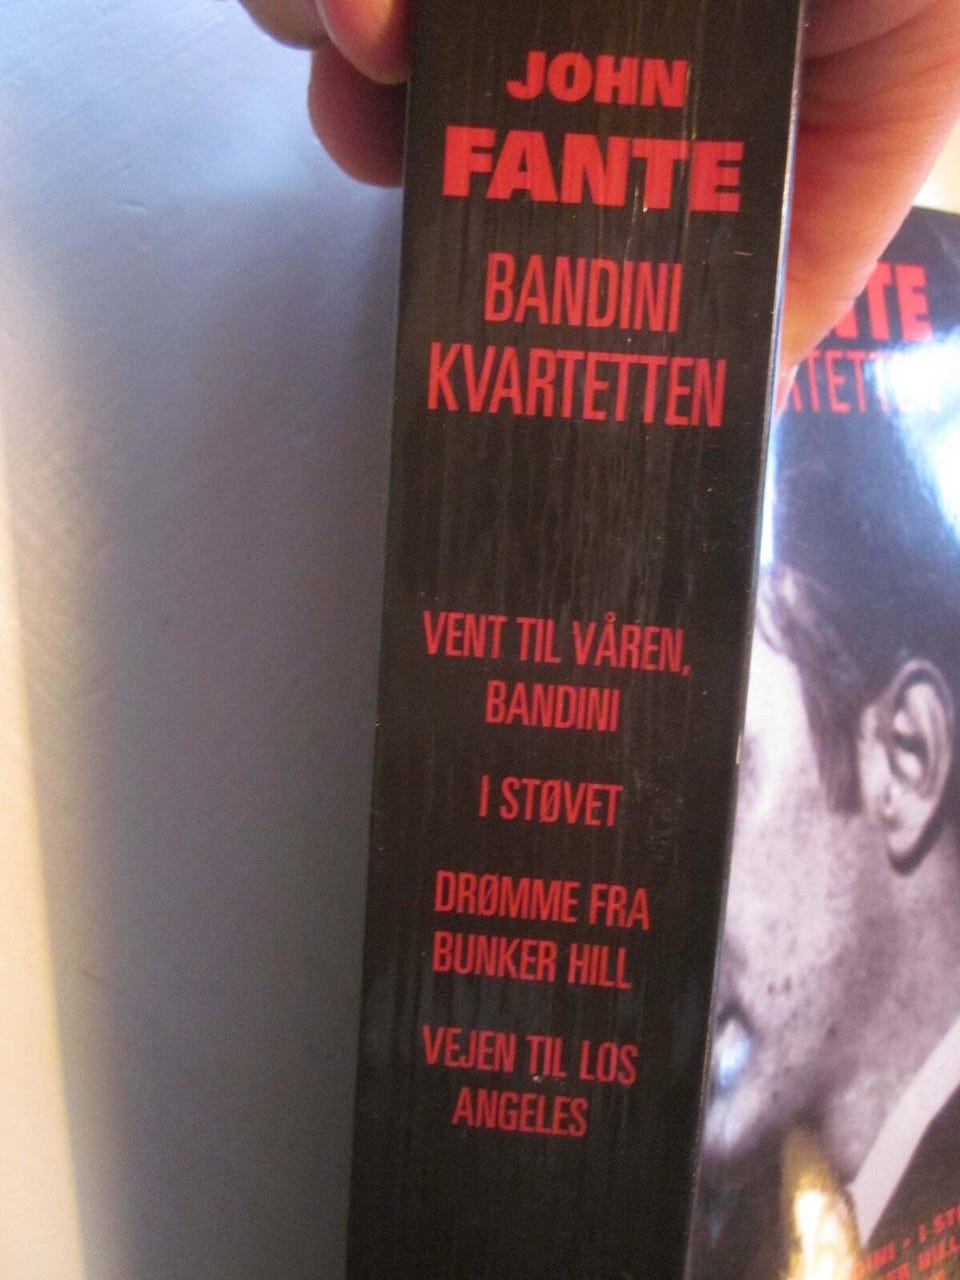 JOHN
FANTE
BANDINI
KVARTETTEN
VENT TIL VÅREN,
BANDINI
I STØVET
DRØMME FRA
BUNKER HILL
VEJEN TIL LOS
ANGELES